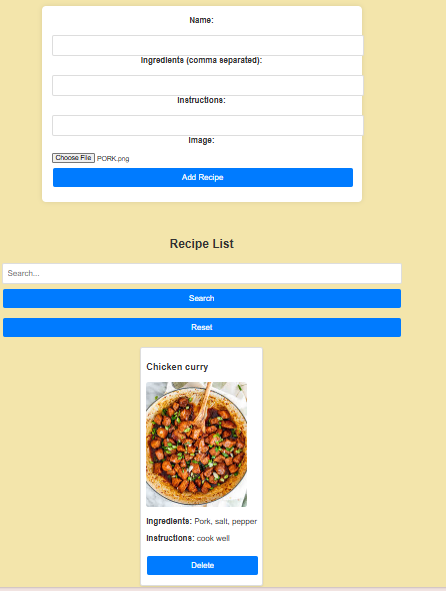 Name:
Ingredients (comma separated):
Instructions:
Image:
Choose File PORK.png
Add Recipe
Recipe List
Search...
Search
Reset
Chicken curry
Ingredients: Pork, salt, pepper
Instructions: cook well
Delete